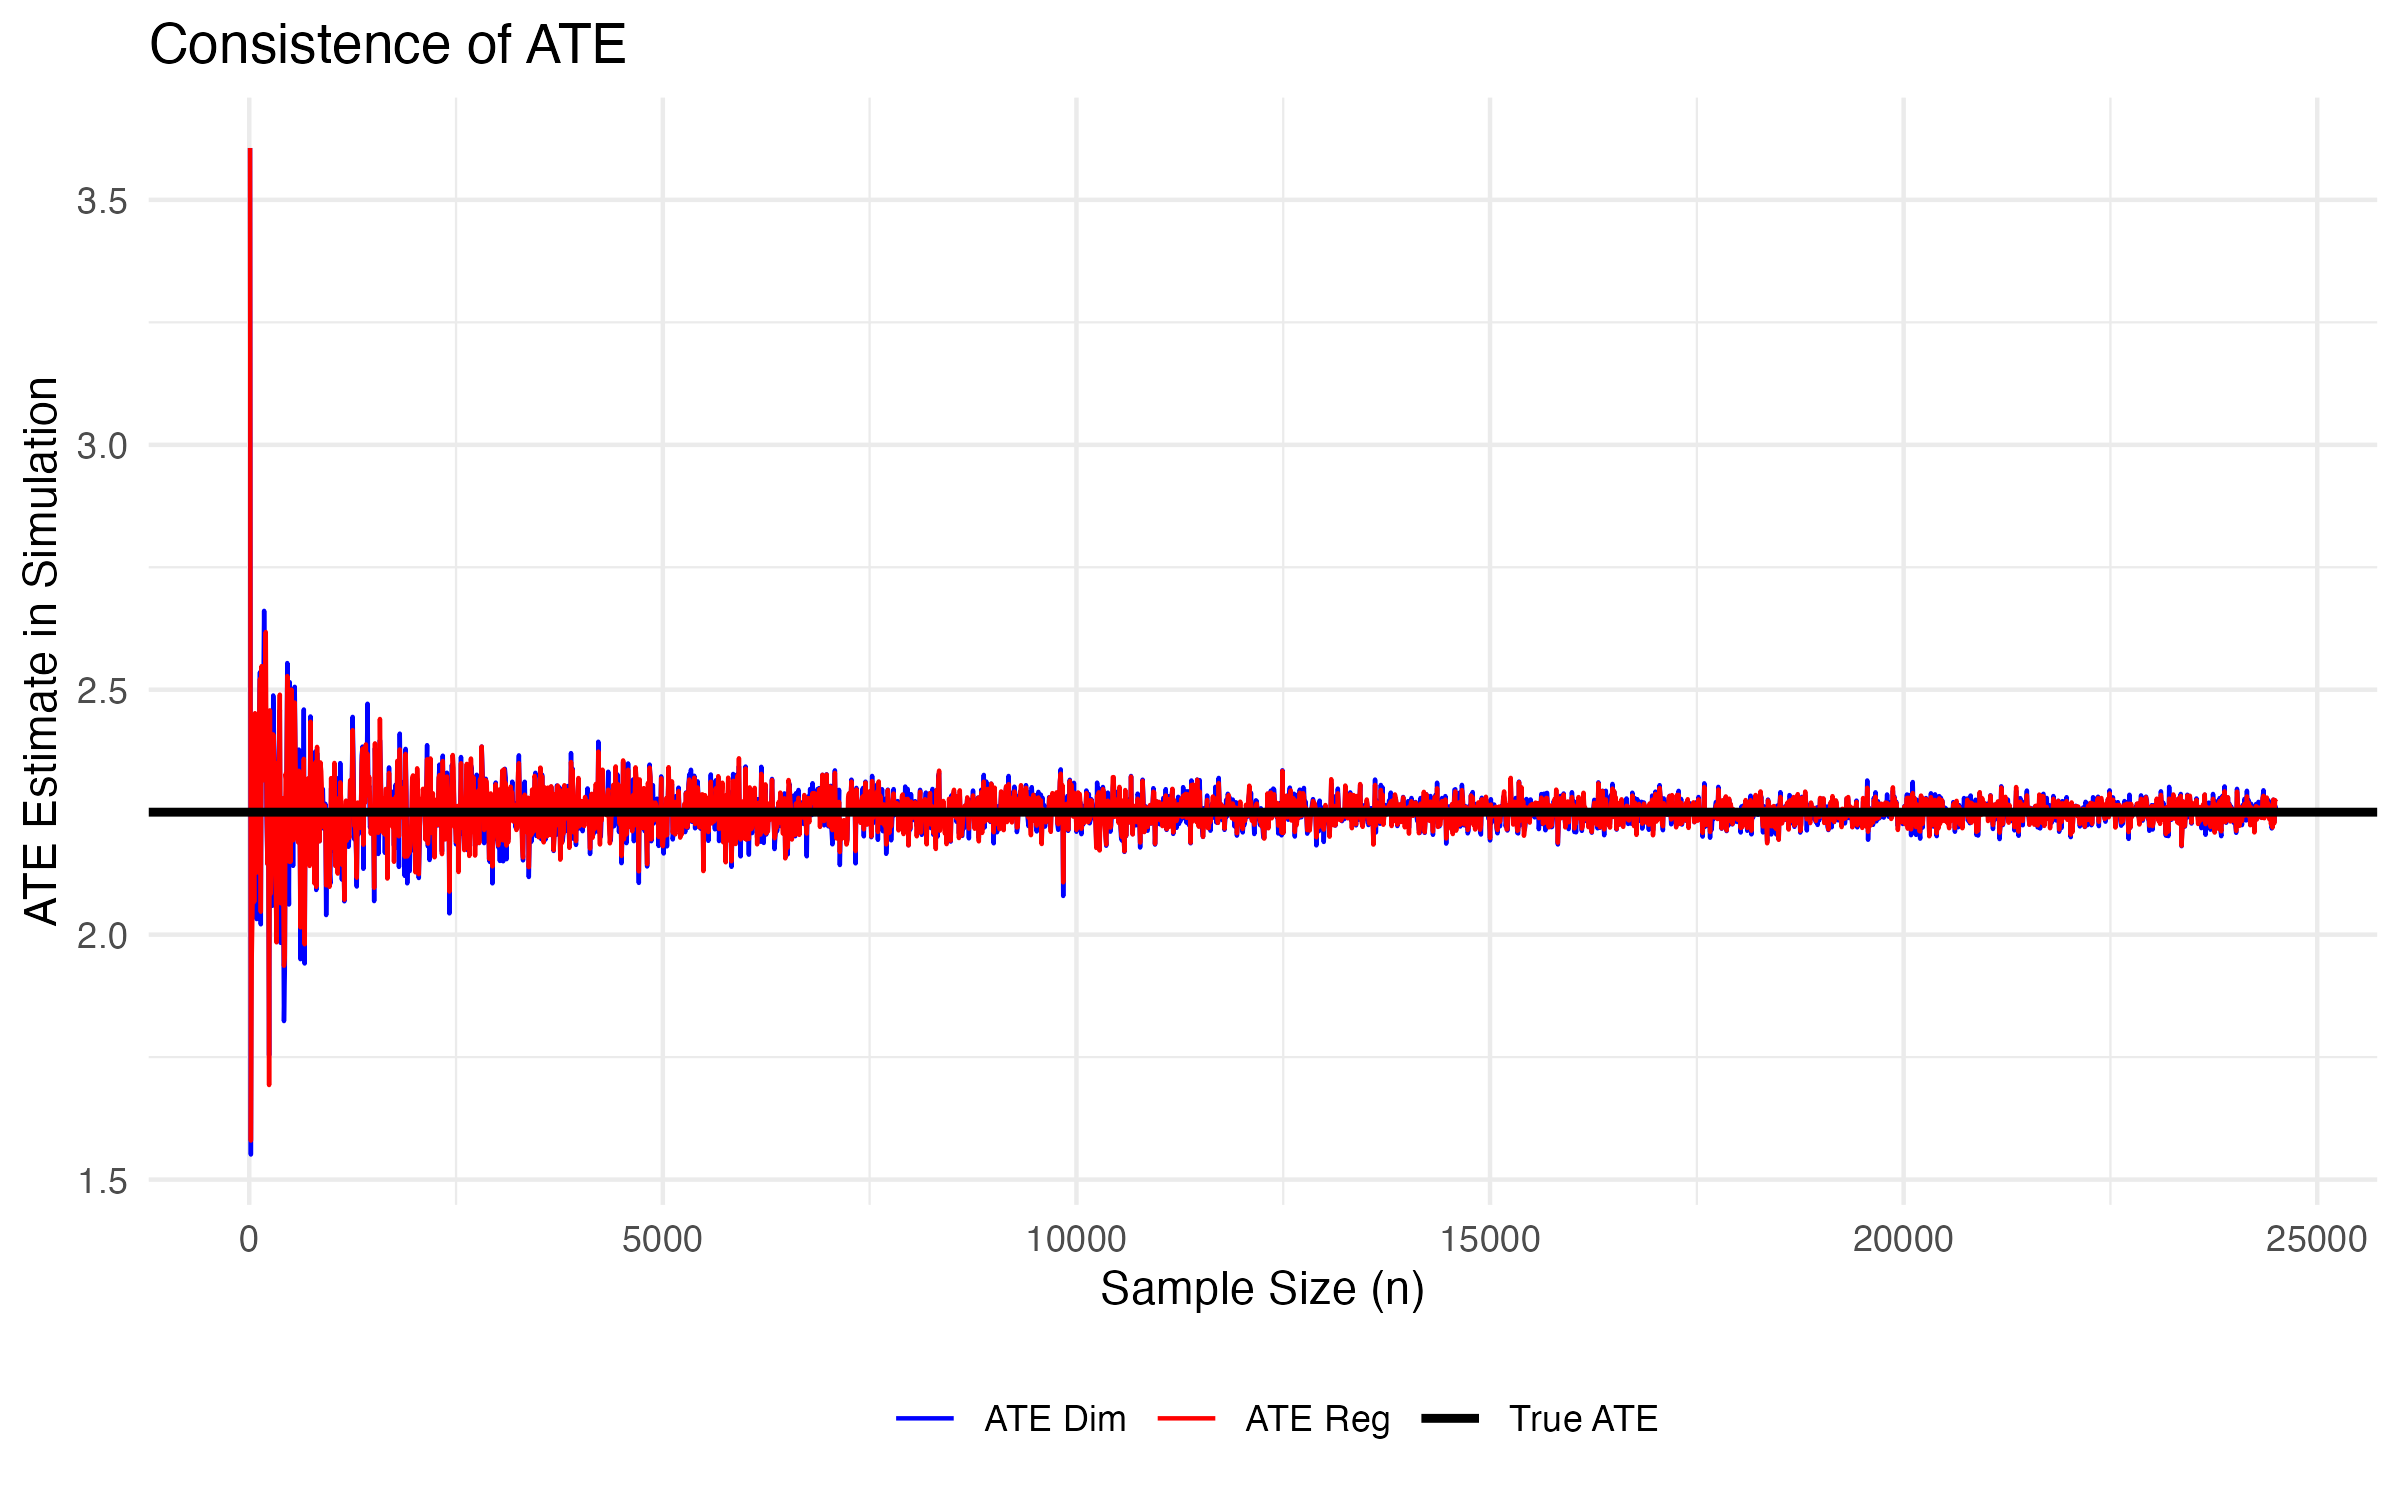 Consistence of ATE
ATE Estimate in Simulation
3.5
3.0
2.5
2.0
1.5
0 5000 10000 15000 20000 25000
Sample Size (n)
ATE Dim ATE Reg True ATE